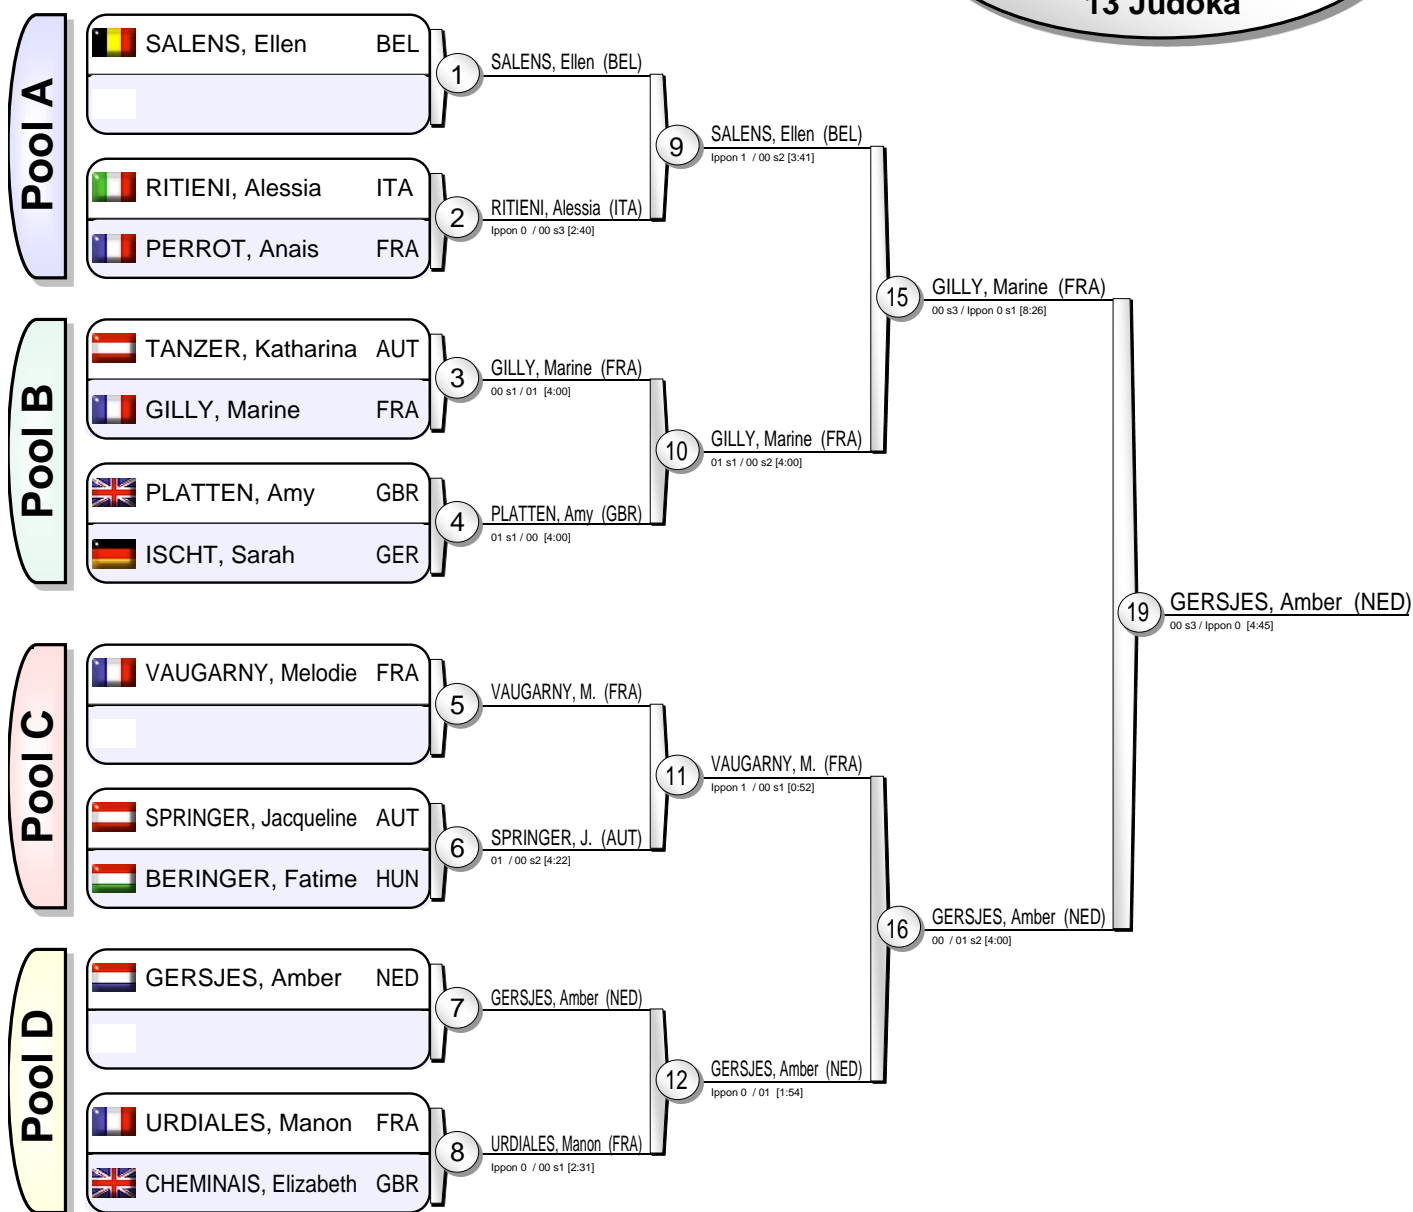 13 Judoka
Pool A
SALENS, Ellen BEL
1
SALENS, Ellen (BEL)
RITIENI, Alessia ITA
PERROT, Anais FRA
2
RITIENI, Alessia (ITA)
Ippon 0 / 00 s3 [2:40]
9
SALENS, Ellen (BEL)
Ippon 1 / 00 s2 [3:41]
Pool B
TANZER, Katharina AUT
GILLY, Marine FRA
3
GILLY, Marine (FRA)
00 s1 / 01 [4:00]
PLATTEN, Amy GBR
ISCHT, Sarah GER
4
PLATTEN, Amy (GBR)
01 s1 / 00 [4:00]
10
GILLY, Marine (FRA)
01 s1 / 00 s2 [4:00]
15
GILLY, Marine (FRA)
00 s3 / Ippon 0 s1 [8:26]
Pool C
VAUGARNY, Melodie FRA
5
VAUGARNY, M. (FRA)
SPRINGER, Jacqueline AUT
BERINGER, Fatime HUN
6
SPRINGER, J. (AUT)
01 / 00 s2 [4:22]
11
VAUGARNY, M. (FRA)
Ippon 1 / 00 s1 [0:52]
Pool D
GERSJES, Amber NED
7
GERSJES, Amber (NED)
URDIALES, Manon FRA
CHEMINAIS, Elizabeth GBR
8
URDIALES, Manon (FRA)
Ippon 0 / 00 s1 [2:31]
12
GERSJES, Amber (NED)
Ippon 0 / 01 [1:54]
16
GERSJES, Amber (NED)
00 / 01 s2 [4:00]
19
GERSJES, Amber (NED)
00 s3 / Ippon 0 [4:45]